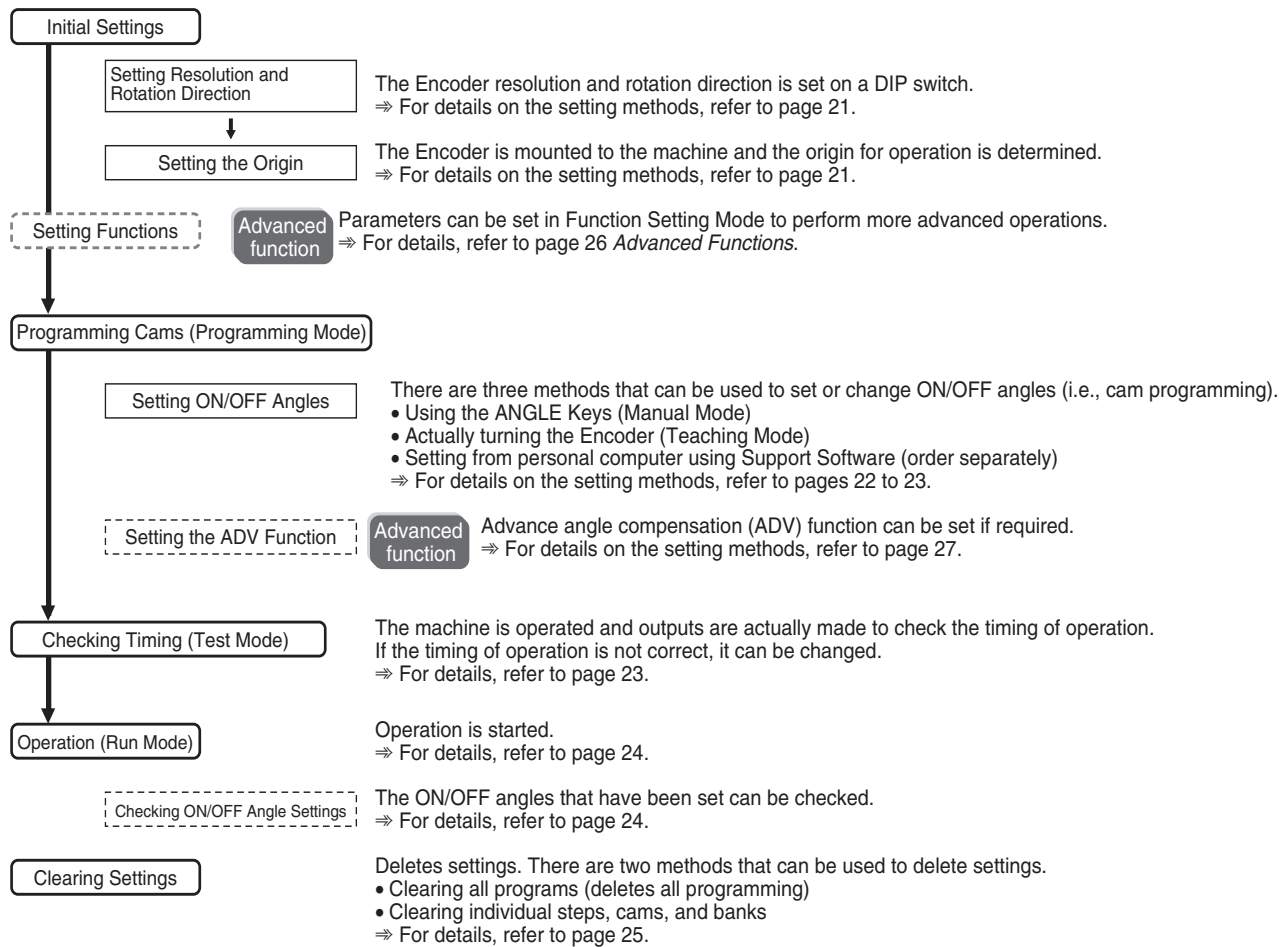 Initial Settings
Setting Resolution and
Rotation Direction
The Encoder resolution and rotation direction is set on a DIP switch.
⇒ For details on the setting methods, refer to page 21.
Setting the Origin
The Encoder is mounted to the machine and the origin for operation is determined.
⇒ For details on the setting methods, refer to page 21.
Setting Functions
Advanced
function
Parameters can be set in Function Setting Mode to perform more advanced operations.
⇒ For details, refer to page 26 Advanced Functions.
Programming Cams (Programming Mode)
Setting ON/OFF Angles
There are three methods that can be used to set or change ON/OFF angles (i.e., cam programming).
• Using the ANGLE Keys (Manual Mode)
• Actually turning the Encoder (Teaching Mode)
• Setting from personal computer using Support Software (order separately)
⇒ For details on the setting methods, refer to pages 22 to 23.
Setting the ADV Function
Advanced
function
Advance angle compensation (ADV) function can be set if required.
⇒ For details on the setting methods, refer to page 27.
Checking Timing (Test Mode)
The machine is operated and outputs are actually made to check the timing of operation.
If the timing of operation is not correct, it can be changed.
⇒ For details, refer to page 23.
Operation (Run Mode)
Operation is started.
⇒ For details, refer to page 24.
Checking ON/OFF Angle Settings
The ON/OFF angles that have been set can be checked.
⇒ For details, refer to page 24.
Clearing Settings
Deletes settings. There are two methods that can be used to delete settings.
• Clearing all programs (deletes all programming)
• Clearing individual steps, cams, and banks
⇒ For details, refer to page 25.